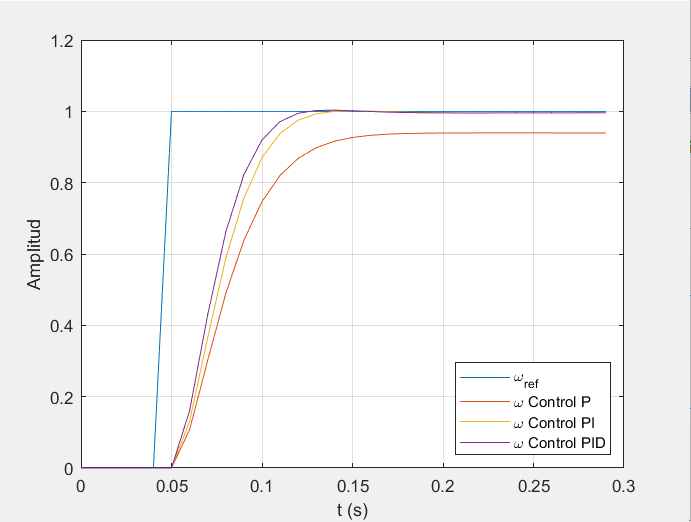 1.2
1
0.8
0.6
0.4
0.2
0
Amplitud
0 0.05 0.1 0.15 0.2 0.25 0.3
t (s)
ω_ref
ω Control P
ω Control PI
ω Control PID